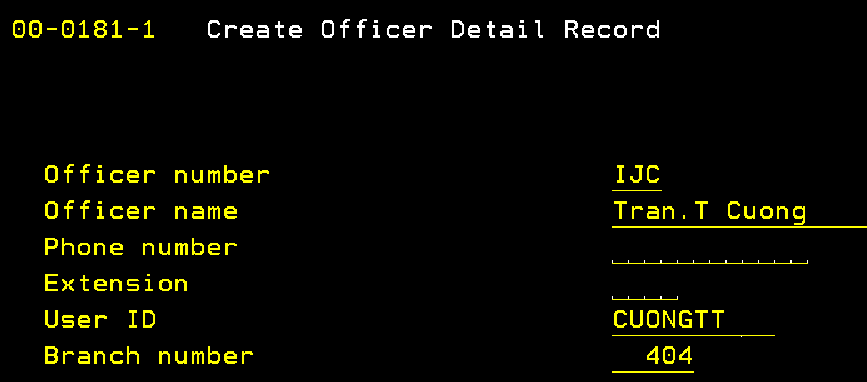 00-0181-1 Create Officer Detail Record
Officer number IJC
Officer name Tran.T Cuong
Phone number
Extension
User ID CUONGTT
Branch number 404